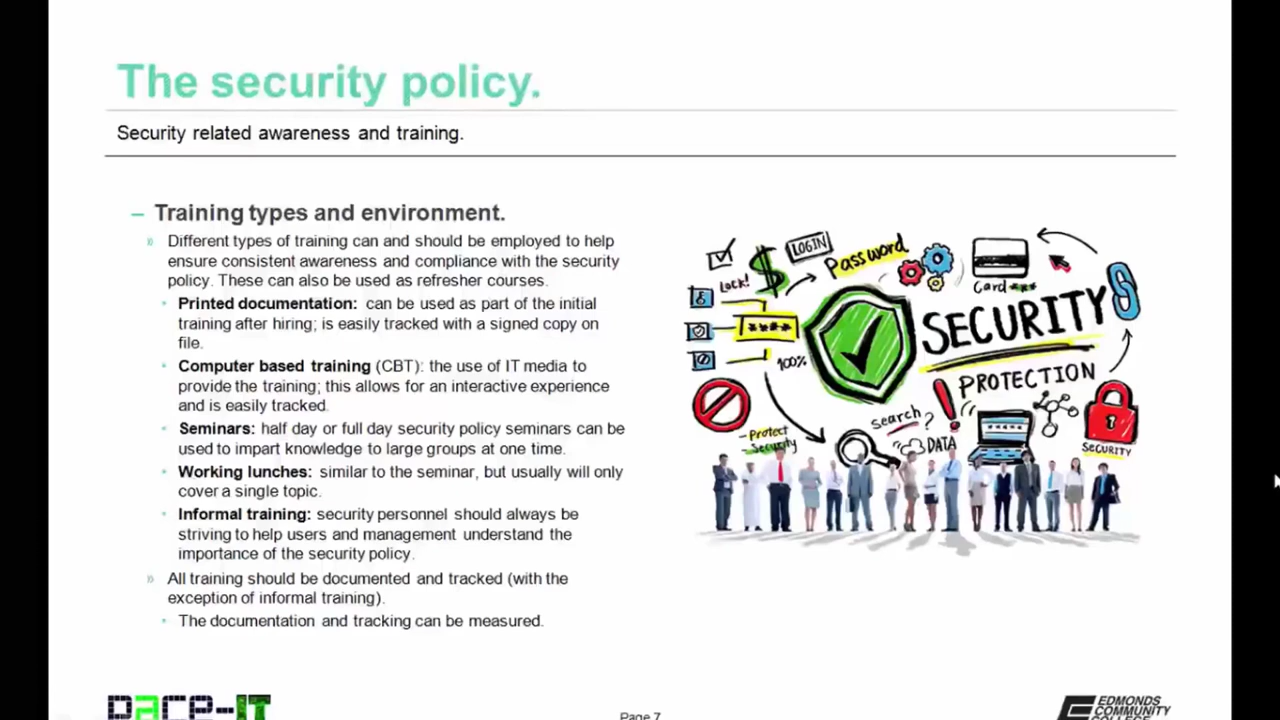 The security policy.
Security related awareness and training.
– Training types and environment.
» Different types of training can and should be employed to help
ensure consistent awareness and compliance with the security
policy. These can also be used as refresher courses.
• Printed documentation: can be used as part of the initial
training after hiring; is easily tracked with a signed copy on
file.
• Computer based training (CBT): the use of IT media to
provide the training; this allows for an interactive experience
and is easily tracked.
• Seminars: half day or full day security policy seminars can be
used to impart knowledge to large groups at one time.
• Working lunches: similar to the seminar, but usually will only
cover a single topic.
• Informal training: security personnel should always be
striving to help users and management understand the
importance of the security policy.
» All training should be documented and tracked (with the
exception of informal training).
• The documentation and tracking can be measured.
LOGIN
Password
Lock!
$
Card ***
****
SECURITY
100%
PROTECTION
search
?
!
Protect
Security
DATA
SECURITY
pace-IT
Page 7
EDMONDS
COMMUNITY
COLLEGE